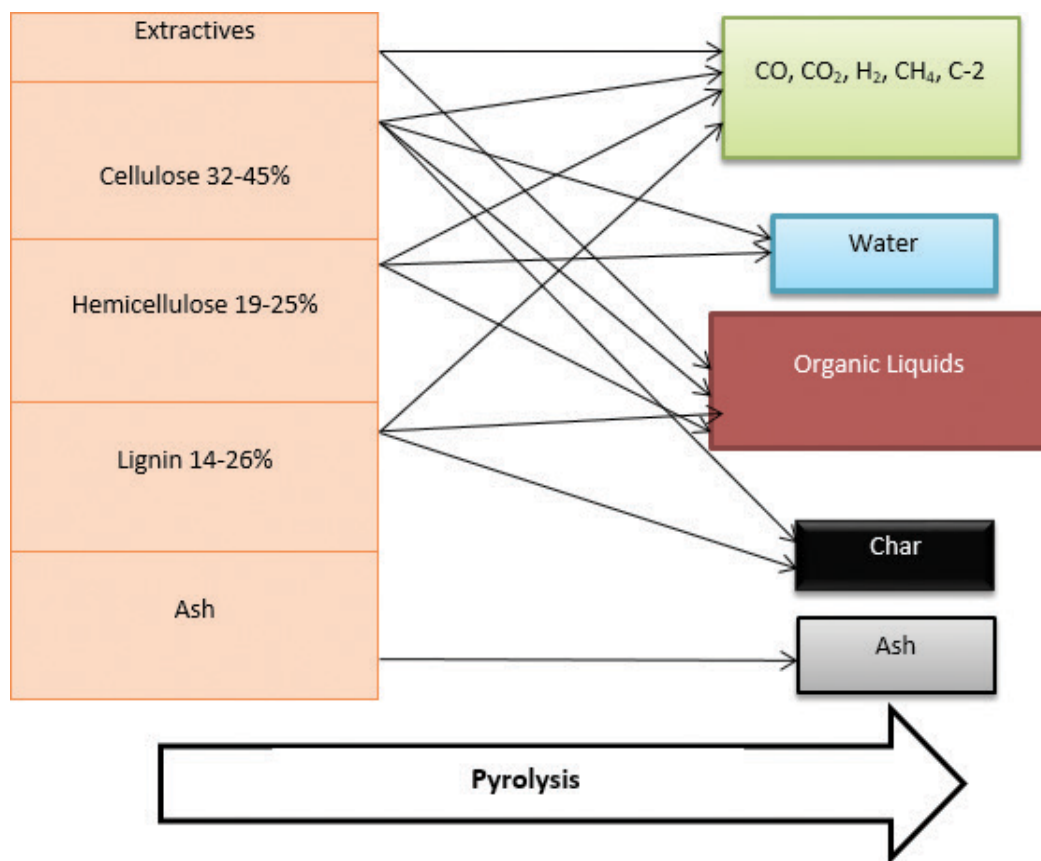 Extractives
Cellulose 32-45%
Hemicellulose 19-25%
Lignin 14-26%
Ash
CO, CO₂, H₂, CH₄, C-2
Water
Organic Liquids
Char
Ash
Pyrolysis